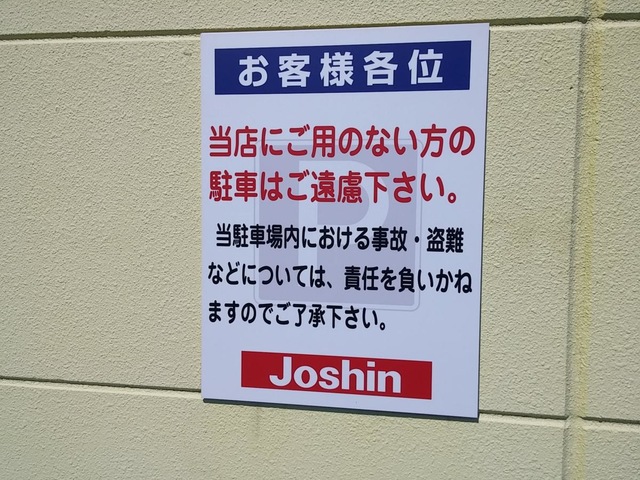 お客様各位
当店にご用のない方の
駐車はご遠慮下さい。
当駐車場内における事故・盗難
などについては、責任を負いかね
ますのでご了承下さい。
P
Joshin